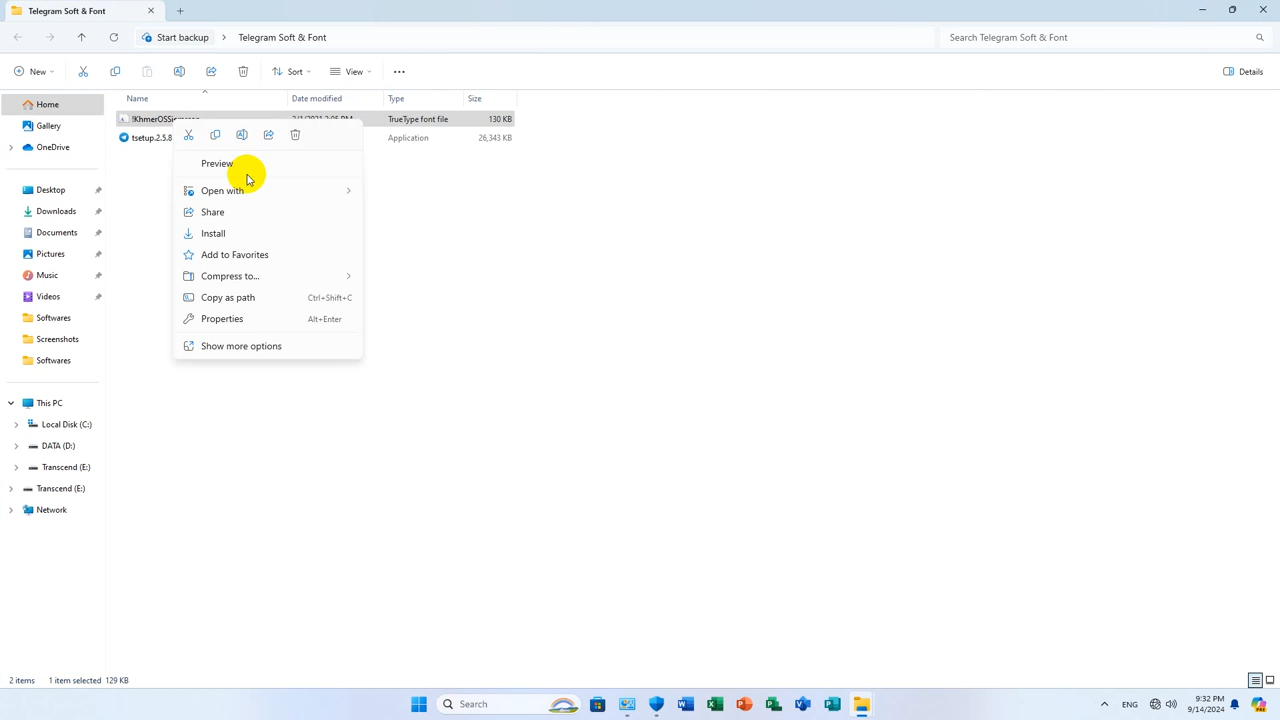 Telegram Soft & Font
Start backup > Telegram Soft & Font
Search Telegram Soft & Font
New
Sort
View
Details
Name
Date modified
Type
Size
TrueType font file
130 KB
tsetup.2.5.8
Application
26,343 KB
Home
Gallery
OneDrive
Desktop
Downloads
Documents
Pictures
Music
Videos
Softwares
Screenshots
Softwares
This PC
Local Disk (C:)
DATA (D:)
Transcend (E:)
Transcend (E:)
Network
Preview
Open with
Share
Install
Add to Favorites
Compress to...
Copy as path Ctrl+Shift+C
Properties Alt+Enter
Show more options
2 items 1 item selected 129 KB
Search
ENG
9:32 PM
9/14/2024